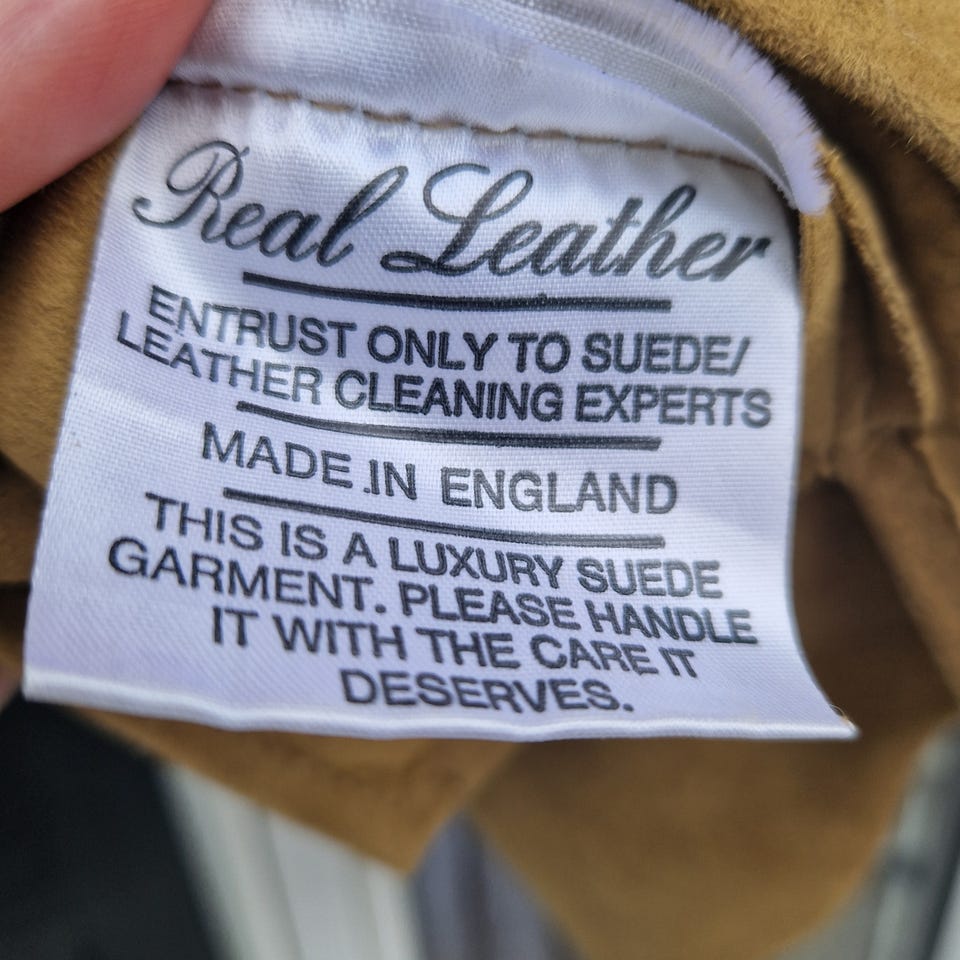 Real Leather
ENTRUST ONLY TO SUEDE/
LEATHER CLEANING EXPERTS
MADE IN ENGLAND
THIS IS A LUXURY SUEDE
GARMENT. PLEASE HANDLE
IT WITH THE CARE IT
DESERVES.